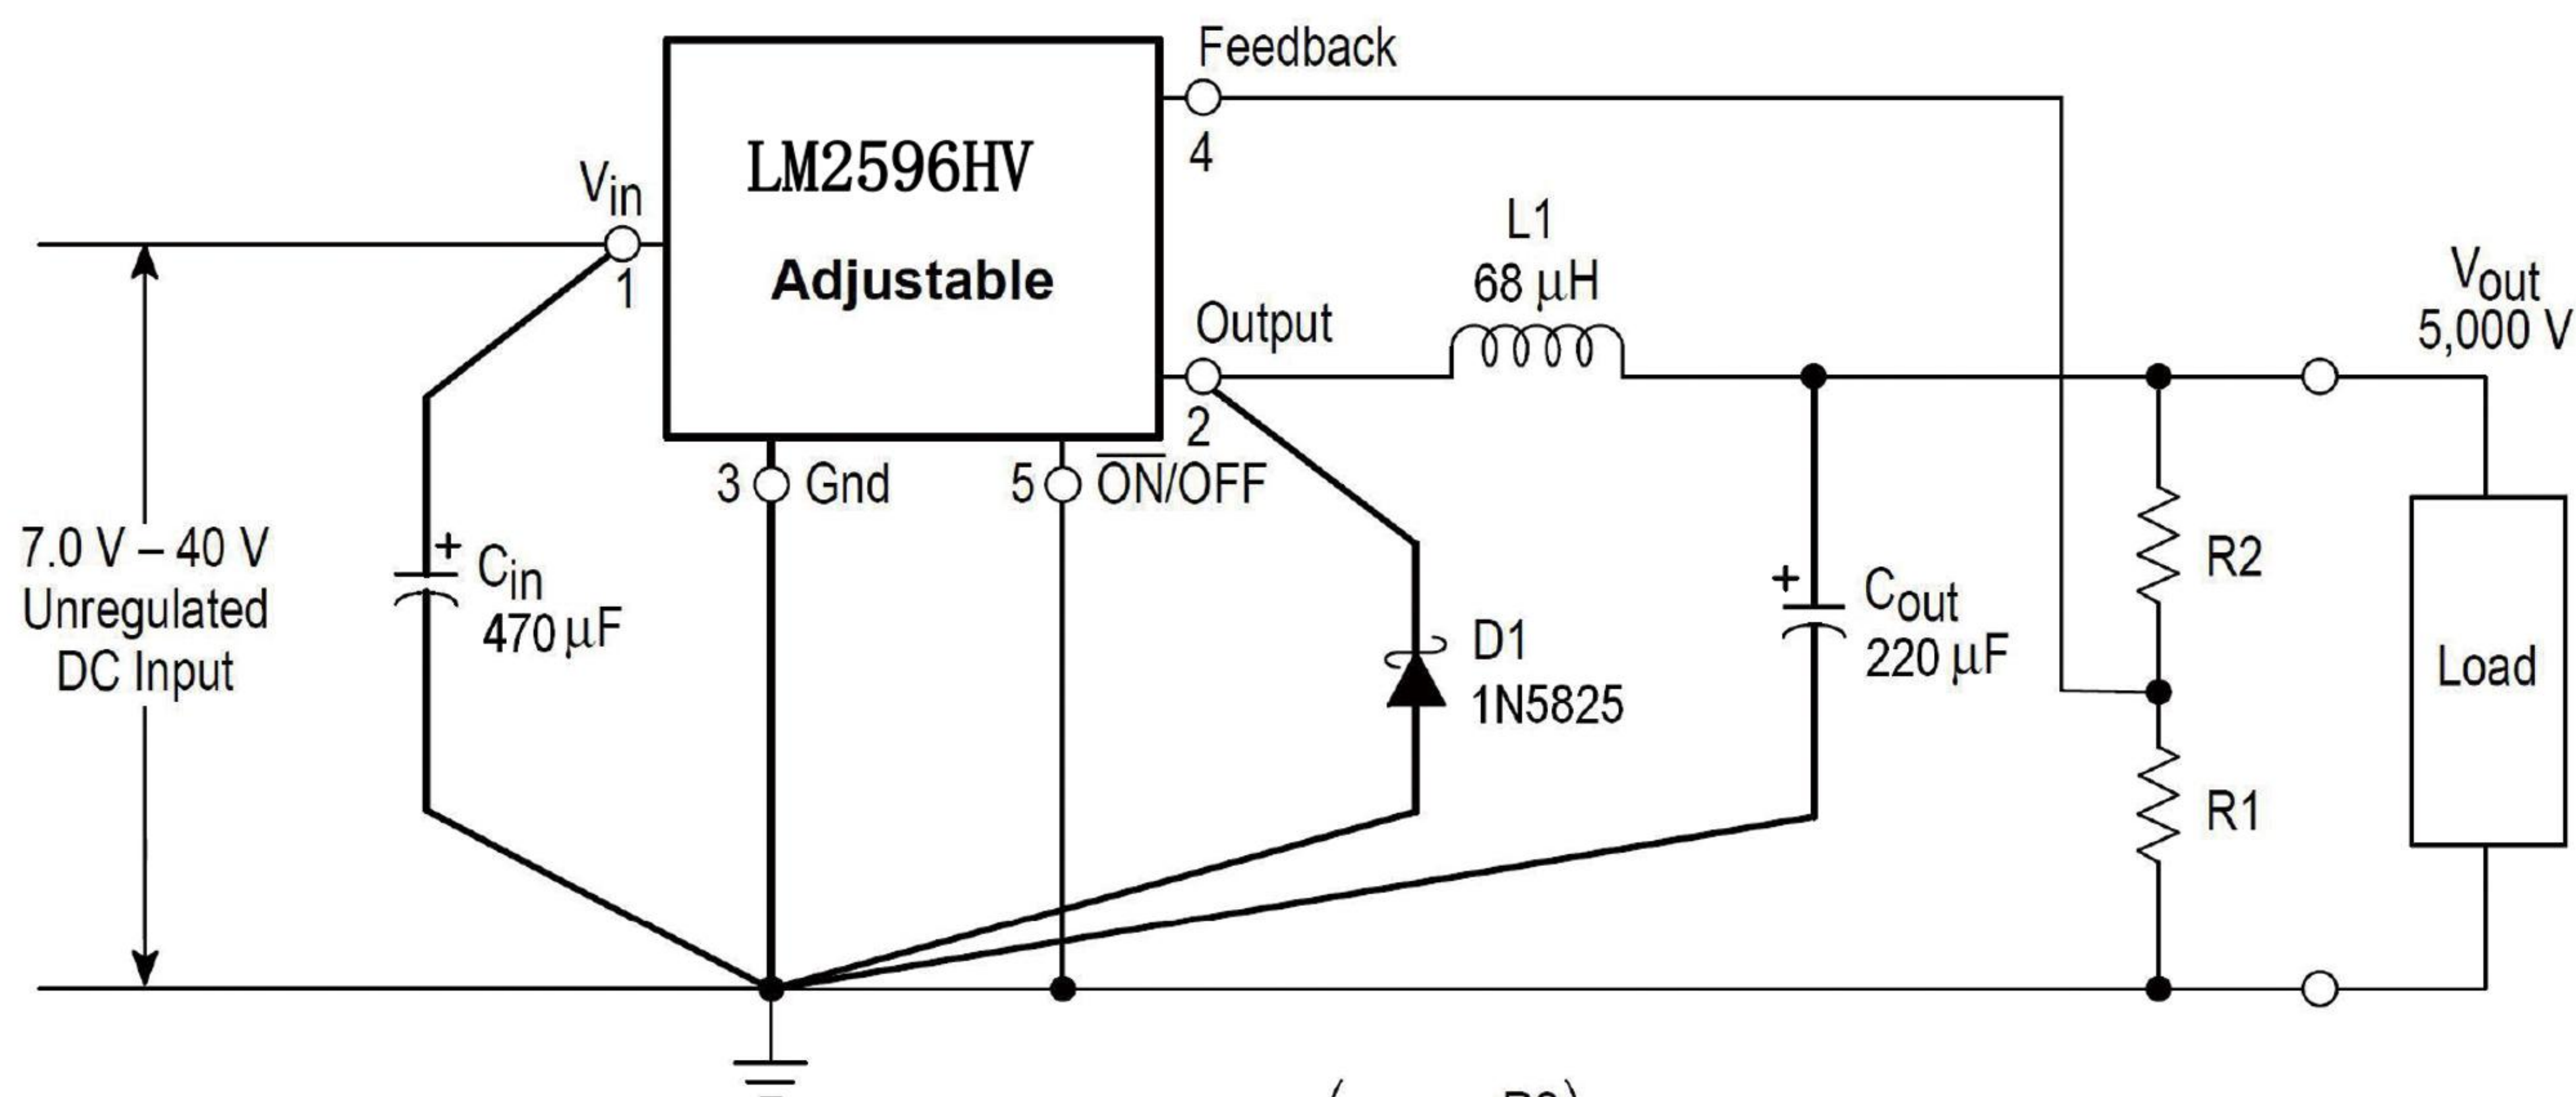 Feedback
4
LM2596HV
Adjustable
Vin
1
L1
68 µH
Output
2
Vout
5,000 V
3 Gnd
5 ON/OFF
7.0 V – 40 V
Unregulated
DC Input
+
Cin
470 µF
D1
1N5825
+
Cout
220 µF
R2
Load
R1